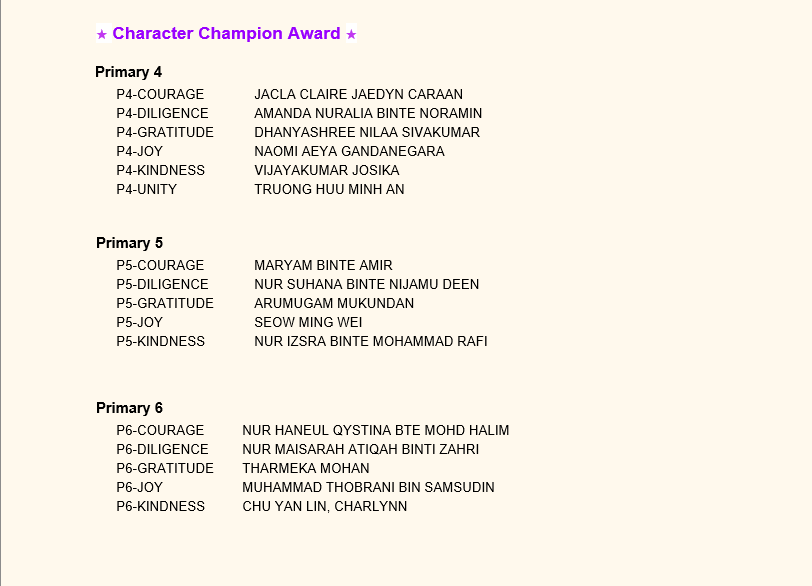 ★ Character Champion Award ★
Primary 4
P4-COURAGE JACLA CLAIRE JAEDYN CARAAN
P4-DILIGENCE AMANDA NURALIA BINTE NORAMIN
P4-GRATITUDE DHANYASHREE NILAA SIVAKUMAR
P4-JOY NAOMI AEYA GANDANEGARA
P4-KINDNESS VIJAYAKUMAR JOSIKA
P4-UNITY TRUONG HUU MINH AN
Primary 5
P5-COURAGE MARYAM BINTE AMIR
P5-DILIGENCE NUR SUHANA BINTE NIJAMU DEEN
P5-GRATITUDE ARUMUGAM MUKUNDAN
P5-JOY SEOW MING WEI
P5-KINDNESS NUR IZSRA BINTE MOHAMMAD RAFI
Primary 6
P6-COURAGE NUR HANEUL QYSTINA BTE MOHD HALIM
P6-DILIGENCE NUR MAISARAH ATIQAH BINTI ZAHRI
P6-GRATITUDE THARMEKA MOHAN
P6-JOY MUHAMMAD THOBRANI BIN SAMSUDIN
P6-KINDNESS CHU YAN LIN, CHARLYNN